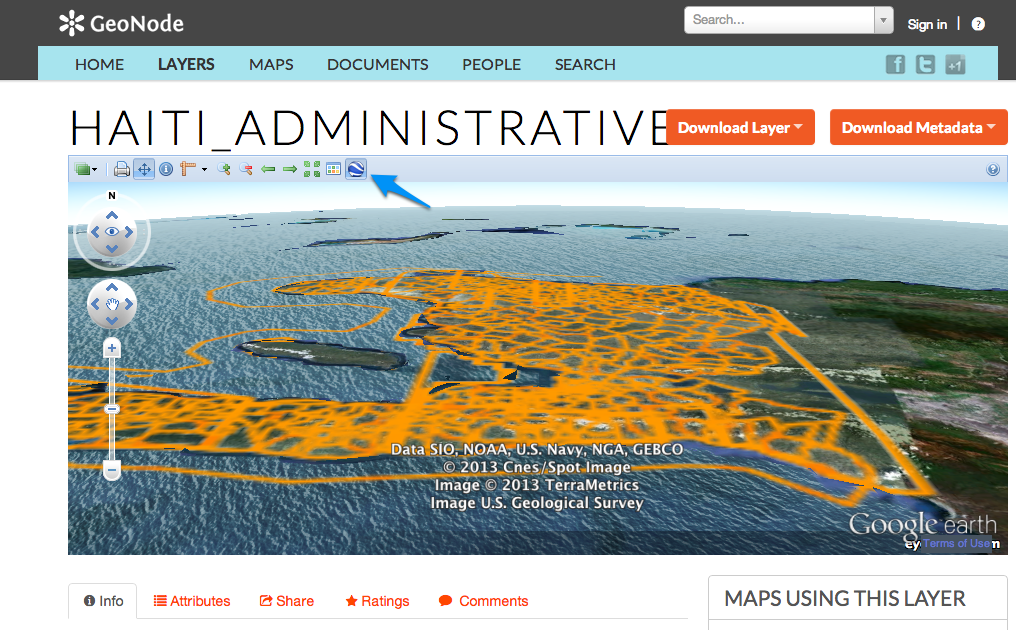 GeoNode
Search...
Sign in | ?
HOME LAYERS MAPS DOCUMENTS PEOPLE SEARCH
f t +1
HAITI_ADMINISTRATIVE
Download Layer
Download Metadata
N
Data SIO, NOAA, U.S. Navy, NGA, GEBCO
© 2013 Cnes/Spot Image
Image © 2013 TerraMetrics
Image U.S. Geological Survey
Google earth
Terms of Use
Info Attributes Share Ratings Comments
MAPS USING THIS LAYER